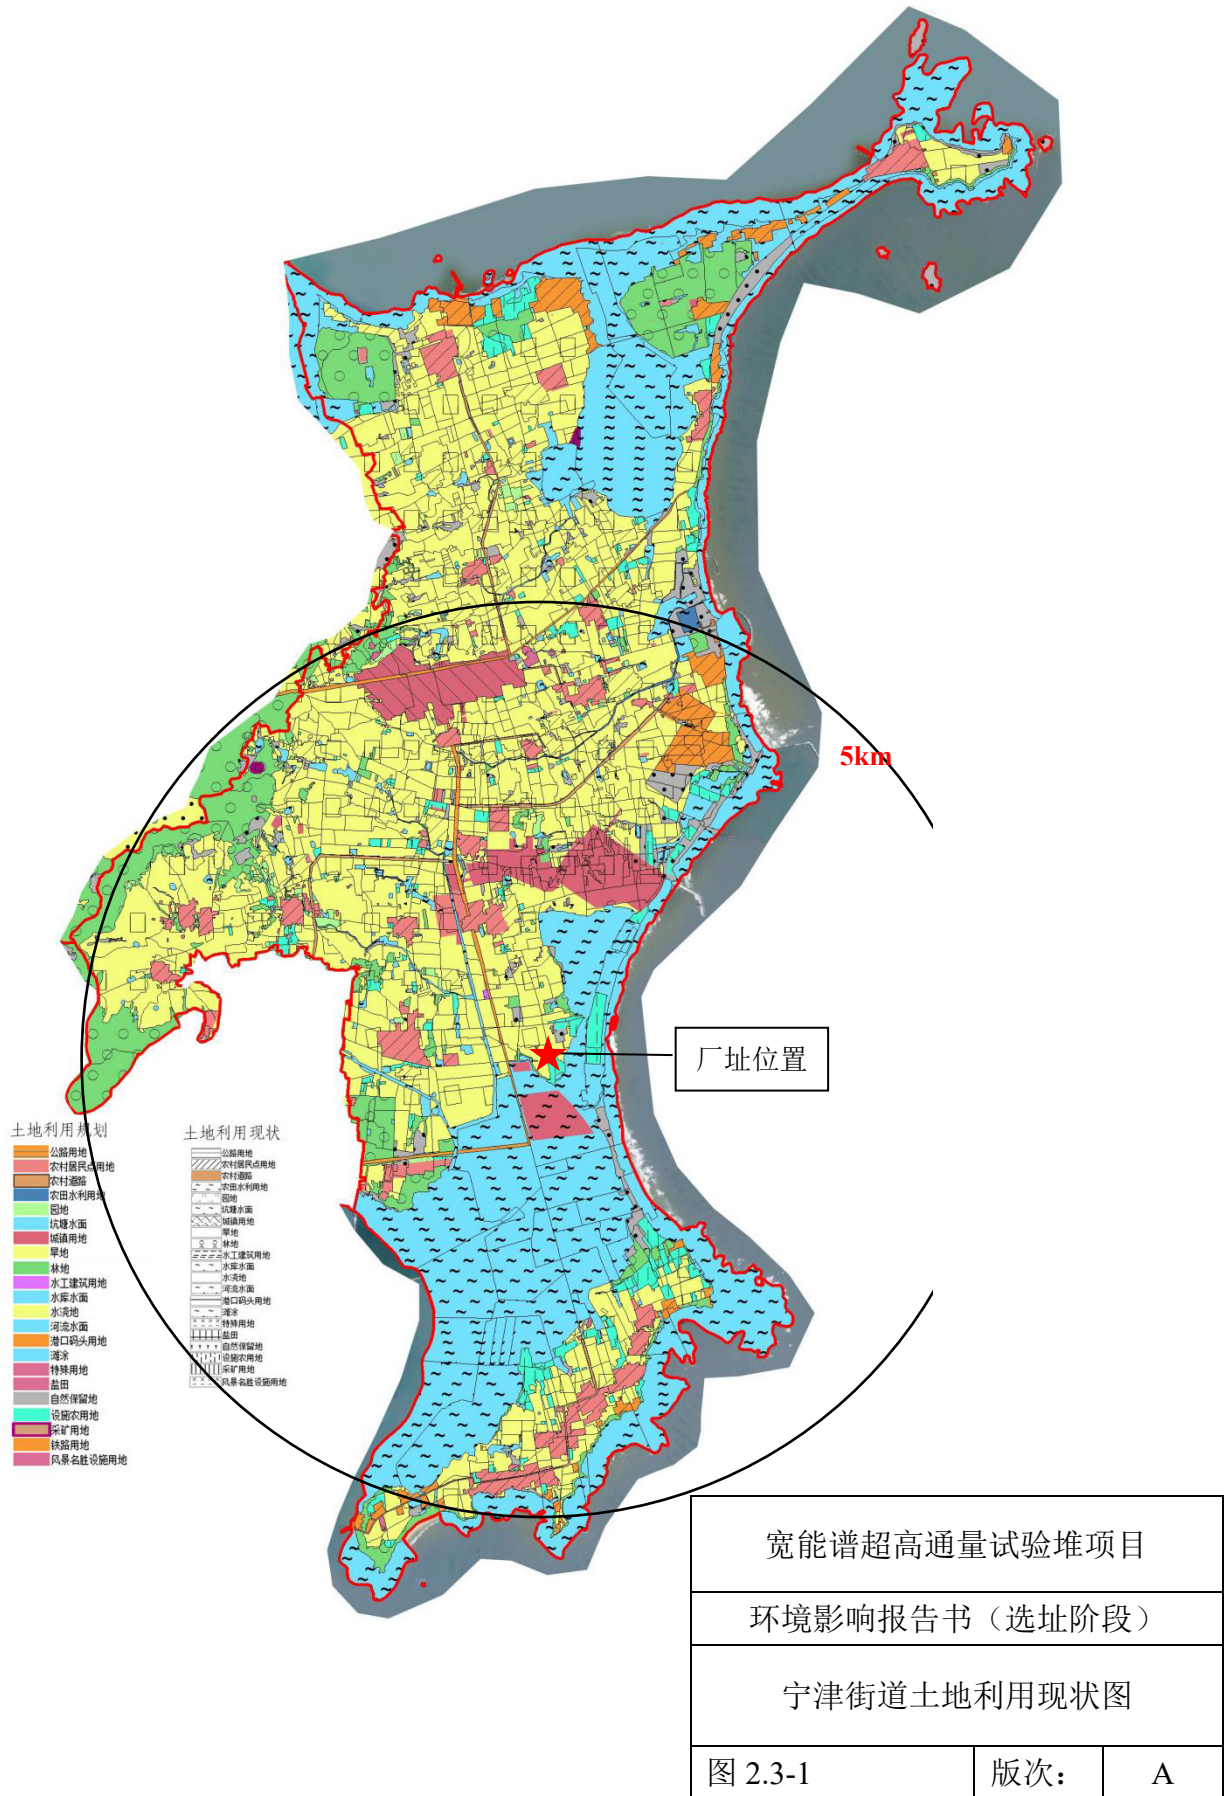 5km
厂址位置
土地利用规划
公路用地
农村居民点用地
农村道路
农田水利用地
园地
坑塘水面
城镇用地
旱地
林地
水工建筑用地
水库水面
水浇地
河流水面
港口码头用地
滩涂
特殊用地
盐田
自然保留地
设施农用地
采矿用地
铁路用地
风景名胜设施用地
土地利用现状
公路用地
农村居民点用地
农村道路
农田水利用地
园地
坑塘水面
城镇用地
旱地
林地
水工建筑用地
水库水面
水浇地
河流水面
港口码头用地
滩涂
特殊用地
盐田
自然保留地
设施农用地
采矿用地
风景名胜设施用地
宽能谱超高通量试验堆项目
环境影响报告书（选址阶段）
宁津街道土地利用现状图
图 2.3-1 版次： A